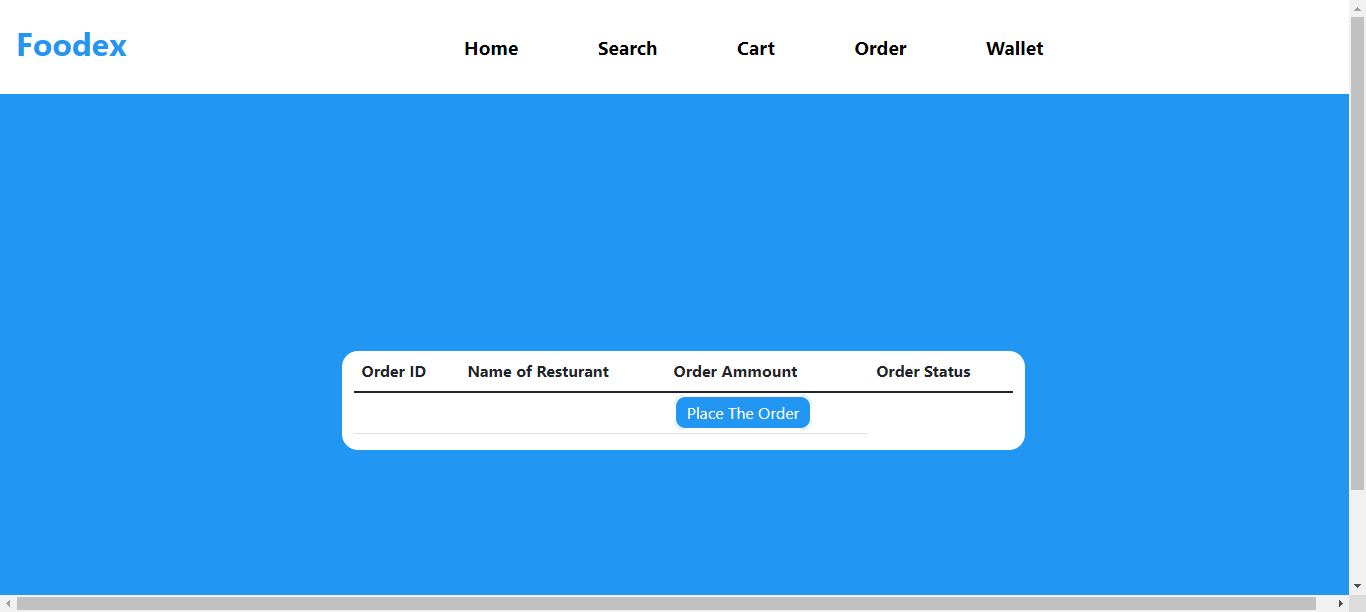 Foodex
Home Search Cart Order Wallet
Order ID Name of Resturant Order Ammount Order Status
Place The Order